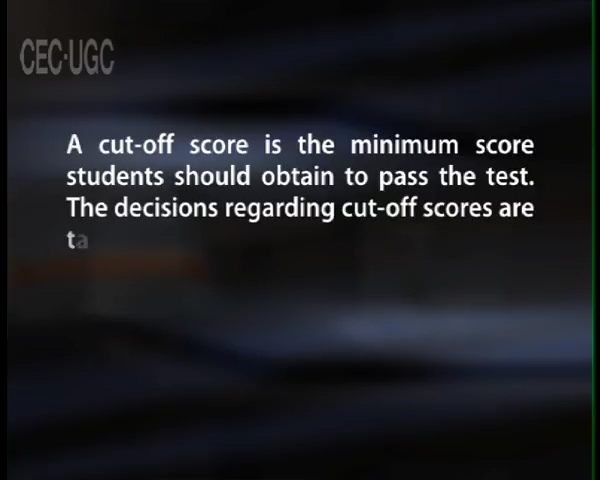 CEC-UGC
A cut-off score is the minimum score
students should obtain to pass the test.
The decisions regarding cut-off scores are
ta